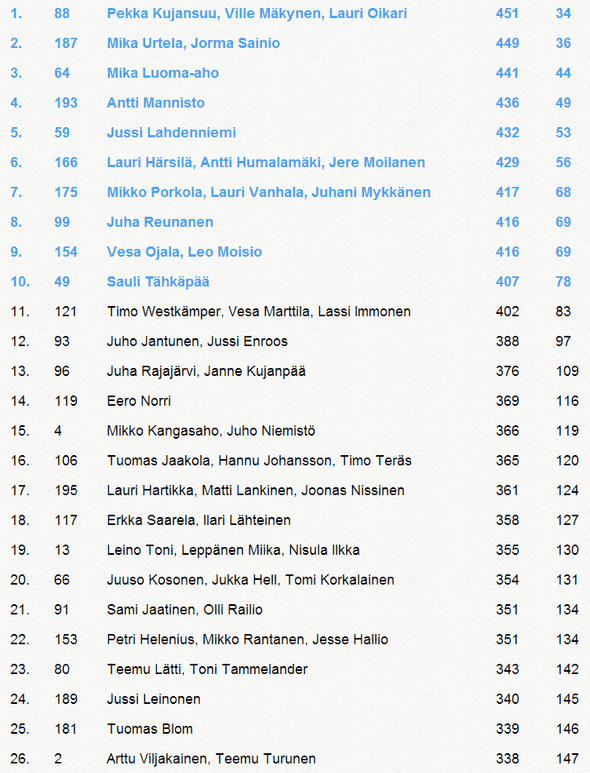 1. 88 Pekka Kujansuu, Ville Mäkynen, Lauri Oikari 451 34
2. 187 Mika Urtela, Jorma Sainio 449 36
3. 64 Mika Luoma-aho 441 44
4. 193 Antti Mannisto 436 49
5. 59 Jussi Lahdenniemi 432 53
6. 166 Lauri Härsilä, Antti Humalamäki, Jere Moilanen 429 56
7. 175 Mikko Porkola, Lauri Vanhala, Juhani Mykkänen 417 68
8. 99 Juha Reunanen 416 69
9. 154 Vesa Ojala, Leo Moisio 416 69
10. 49 Sauli Tähkäpää 407 78
11. 121 Timo Westkämper, Vesa Marttila, Lassi Immonen 402 83
12. 93 Juho Jantunen, Jussi Enroos 388 97
13. 96 Juha Rajajärvi, Janne Kujanpää 376 109
14. 119 Eero Norri 369 116
15. 4 Mikko Kangasaho, Juho Niemistö 366 119
16. 106 Tuomas Jaakola, Hannu Johansson, Timo Teräs 365 120
17. 195 Lauri Hartikka, Matti Lankinen, Joonas Nissinen 361 124
18. 117 Erkka Saarela, Ilari Lähteinen 358 127
19. 13 Leino Toni, Leppänen Miika, Nisula Ilkka 355 130
20. 66 Juuso Kosonen, Jukka Hell, Tomi Korkalainen 354 131
21. 91 Sami Jaatinen, Olli Railio 351 134
22. 153 Petri Helenius, Mikko Rantanen, Jesse Hallio 351 134
23. 80 Teemu Lätti, Toni Tammelander 343 142
24. 189 Jussi Leinonen 340 145
25. 181 Tuomas Blom 339 146
26. 2 Arttu Viljakainen, Teemu Turunen 338 147